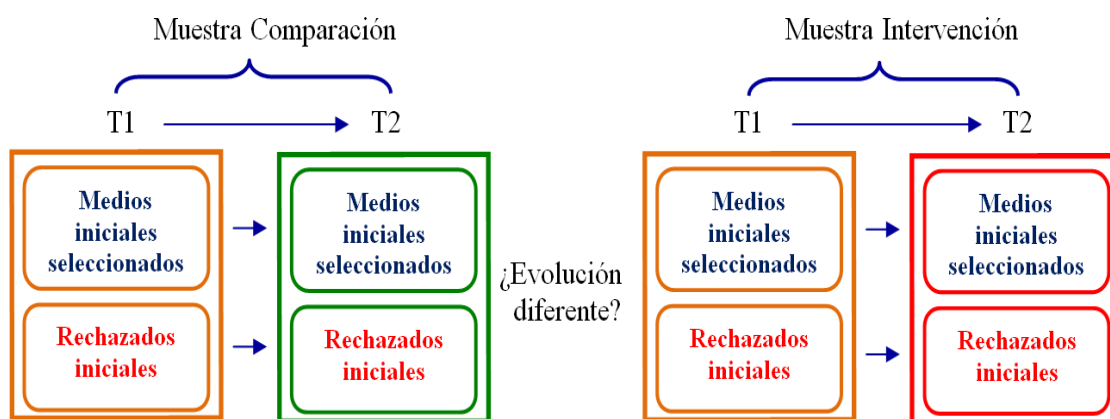 Muestra Comparación
T1
T2
Medios
iniciales
seleccionados
Medios
iniciales
seleccionados
Rechazados
iniciales
Rechazados
iniciales
¿Evolución
diferente?
Muestra Intervención
T1
T2
Medios
iniciales
seleccionados
Medios
iniciales
seleccionados
Rechazados
iniciales
Rechazados
iniciales